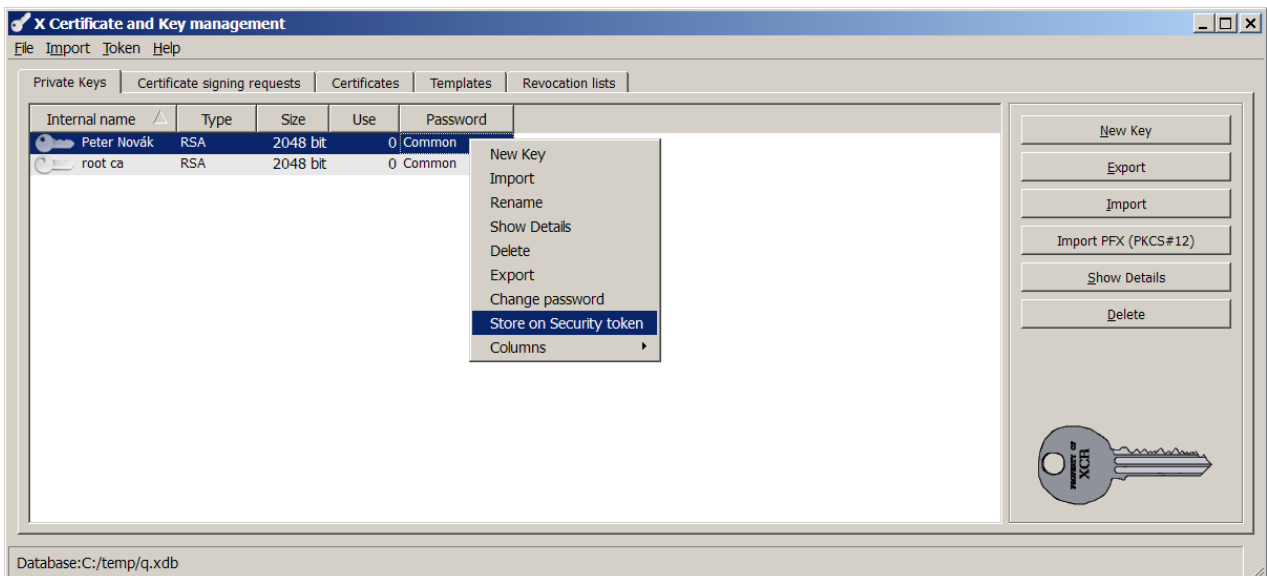 X Certificate and Key management
File Import Token Help
Private Keys Certificate signing requests Certificates Templates Revocation lists
Internal name Type Size Use Password
Peter Novák RSA 2048 bit 0 Common
root ca RSA 2048 bit 0 Common
New Key
Import
Rename
Show Details
Delete
Export
Change password
Store on Security token
Columns
New Key
Export
Import
Import PFX (PKCS#12)
Show Details
Delete
PROPERTY OF
XCA
Database:C:/temp/q.xdb